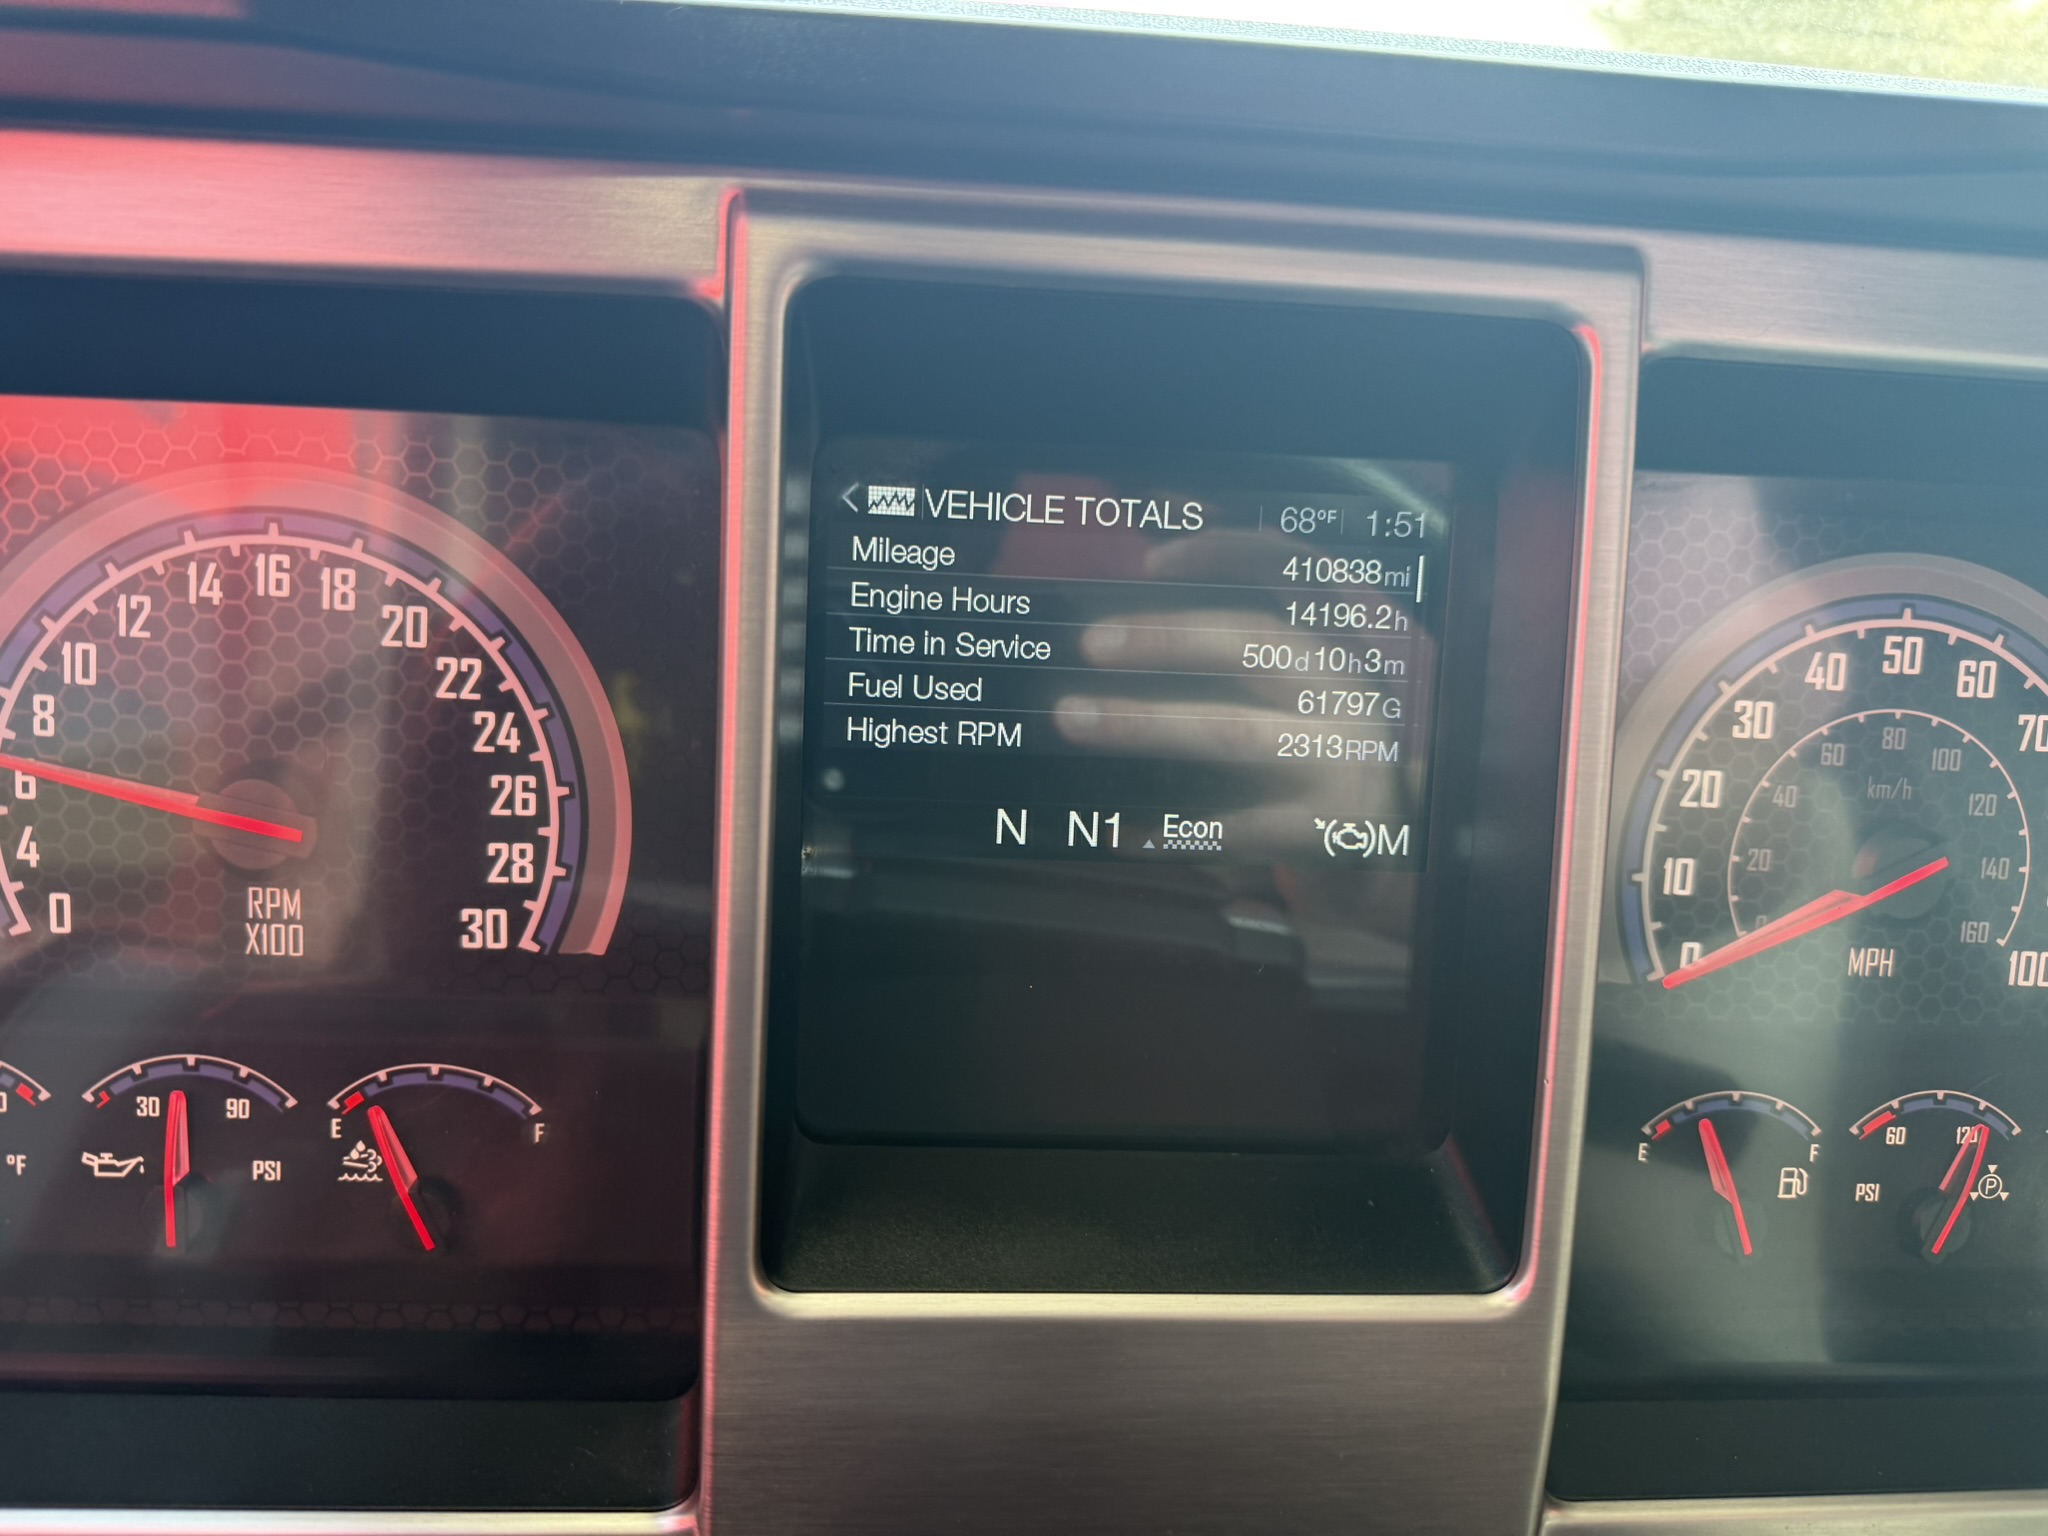 VEHICLE TOTALS 68°F 1:51
Mileage 410838mi
Engine Hours 14196.2h
Time in Service 500d10h3m
Fuel Used 61797G
Highest RPM 2313RPM
N N1 Econ M
0 4 6 8 10 12 14 16 18 20 22 24 26 28 30
RPM
X100
°F
30 90
PSI
E F
0 10 20 30 40 50 60 100
20 40 60 80 100 120 140 160
km/h
MPH
E F
60 120
PSI
P